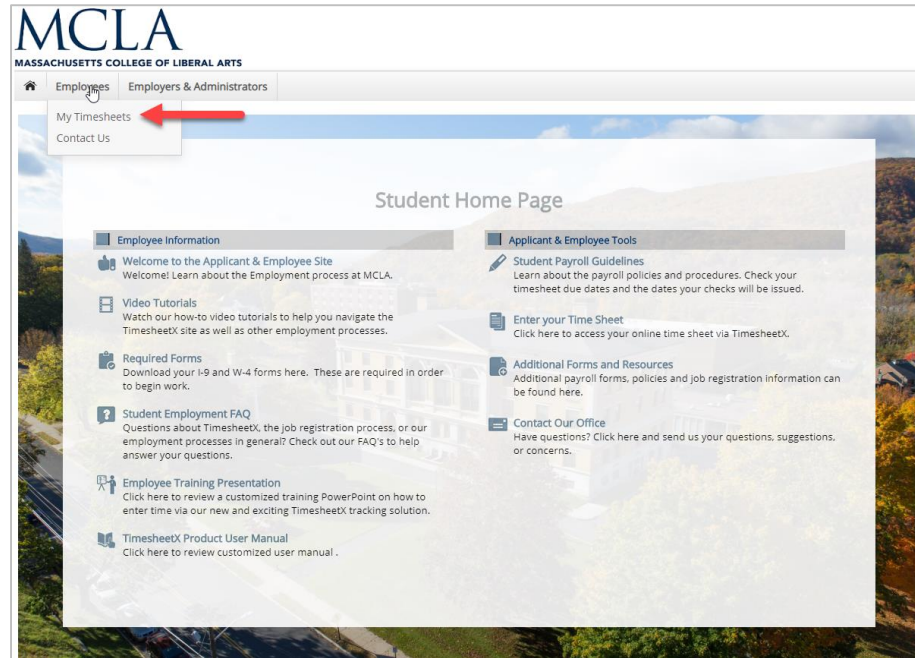 MCLA
MASSACHUSETTS COLLEGE OF LIBERAL ARTS
Employees Employers & Administrators
My Timesheets
Contact Us
Student Home Page
Employee Information
Welcome to the Applicant & Employee Site
Welcome! Learn about the Employment process at MCLA.
Video Tutorials
Watch our how-to video tutorials to help you navigate the
TimesheetX site as well as other employment processes.
Required Forms
Download your I-9 and W-4 forms here. These are required in order
to begin work.
Student Employment FAQ
Questions about TimesheetX, the job registration process, or our
employment processes in general? Check out our FAQ's to help
answer your questions.
Employee Training Presentation
Click here to review a customized training PowerPoint on how to
enter time via our new and exciting TimesheetX tracking solution.
TimesheetX Product User Manual
Click here to review customized user manual .
Applicant & Employee Tools
Student Payroll Guidelines
Learn about the payroll policies and procedures. Check your
timesheet due dates and the dates your checks will be issued.
Enter your Time Sheet
Click here to access your online time sheet via TimesheetX.
Additional Forms and Resources
Additional payroll forms, policies and job registration information can
be found here.
Contact Our Office
Have questions? Click here and send us your questions, suggestions,
or concerns.